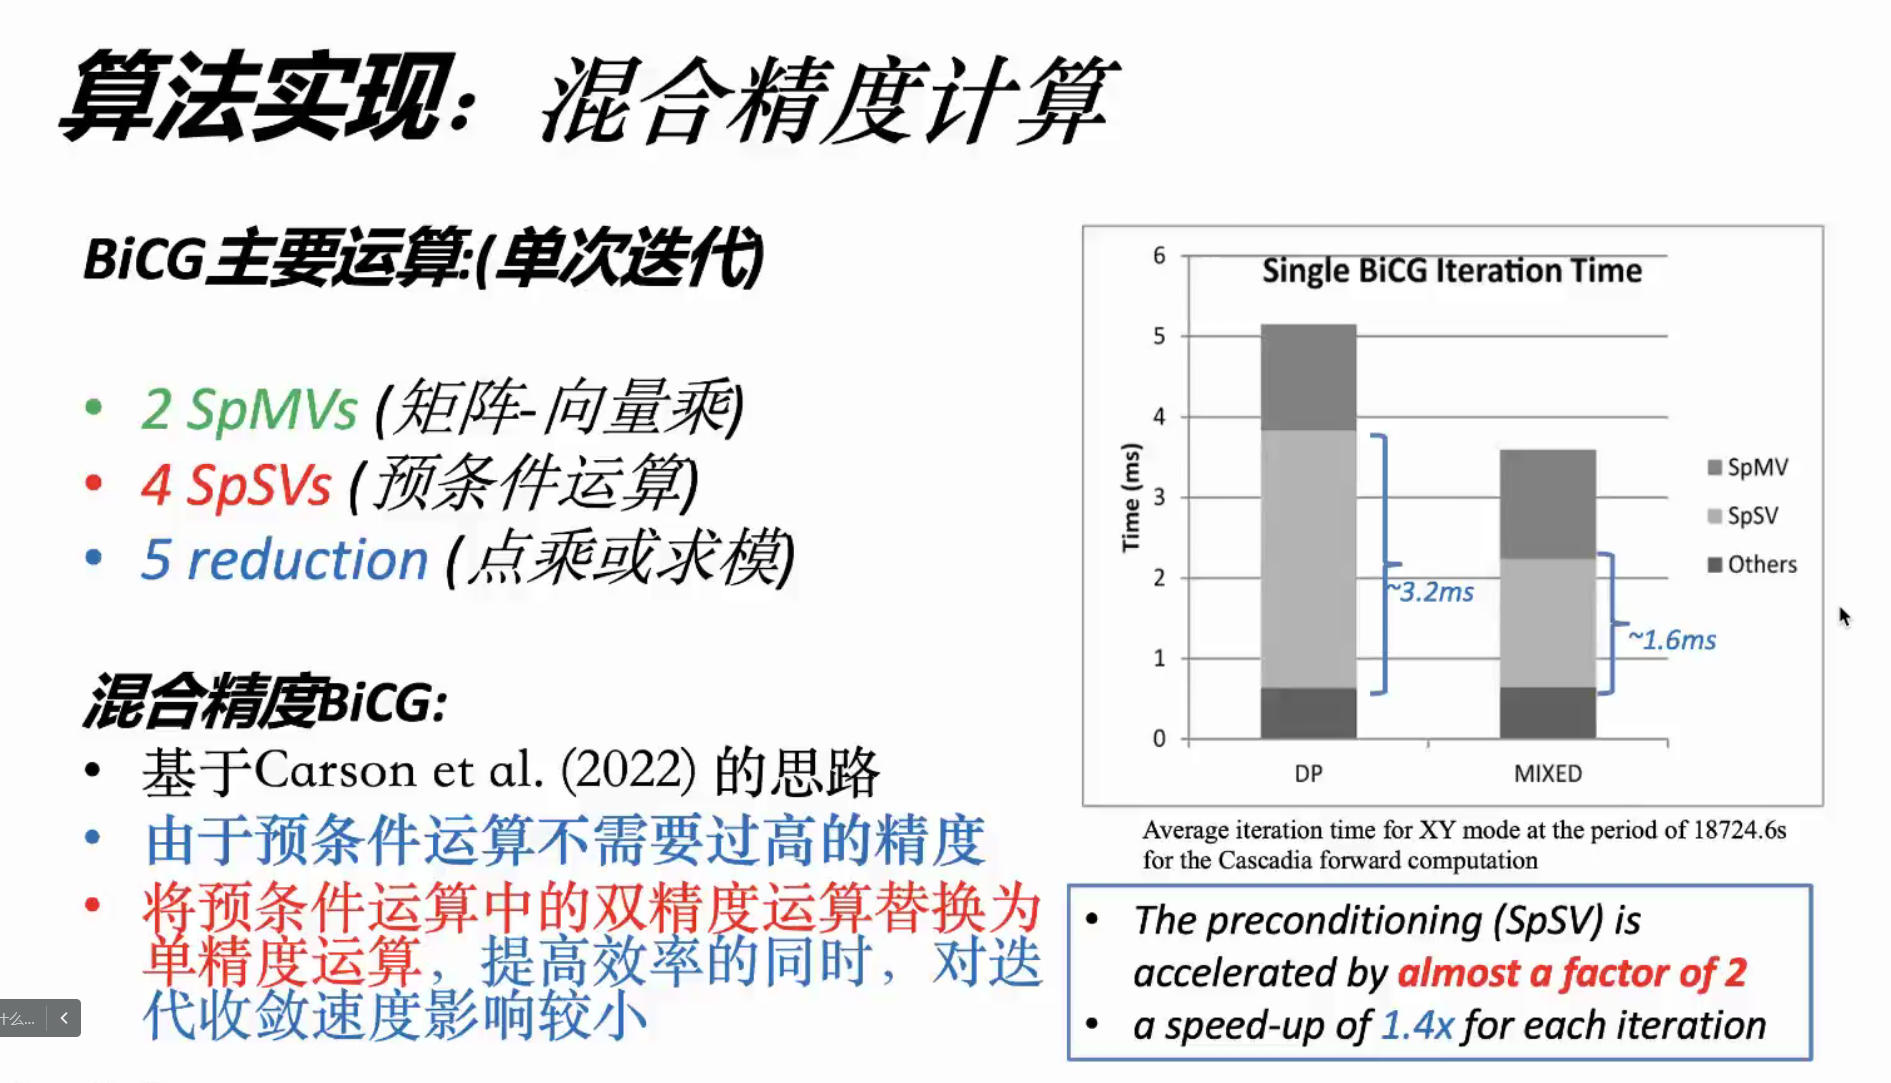 算法实现：混合精度计算
BiCG主要运算:(单次迭代)
• 2 SpMVs (矩阵-向量乘)
• 4 SpSVs (预条件运算)
• 5 reduction (点乘或求模)
混合精度BiCG:
• 基于Carson et al. (2022) 的思路
• 由于预条件运算不需要过高的精度
• 将预条件运算中的双精度运算替换为
单精度运算，提高效率的同时，对迭
代收敛速度影响较小
Single BiCG Iteration Time
Time (ms)
6
5
4
3
2
1
0
~3.2ms
~1.6ms
DP
MIXED
SpMV
SpSV
Others
Average iteration time for XY mode at the period of 18724.6s
for the Cascadia forward computation
• The preconditioning (SpSV) is
accelerated by almost a factor of 2
• a speed-up of 1.4x for each iteration
什么...